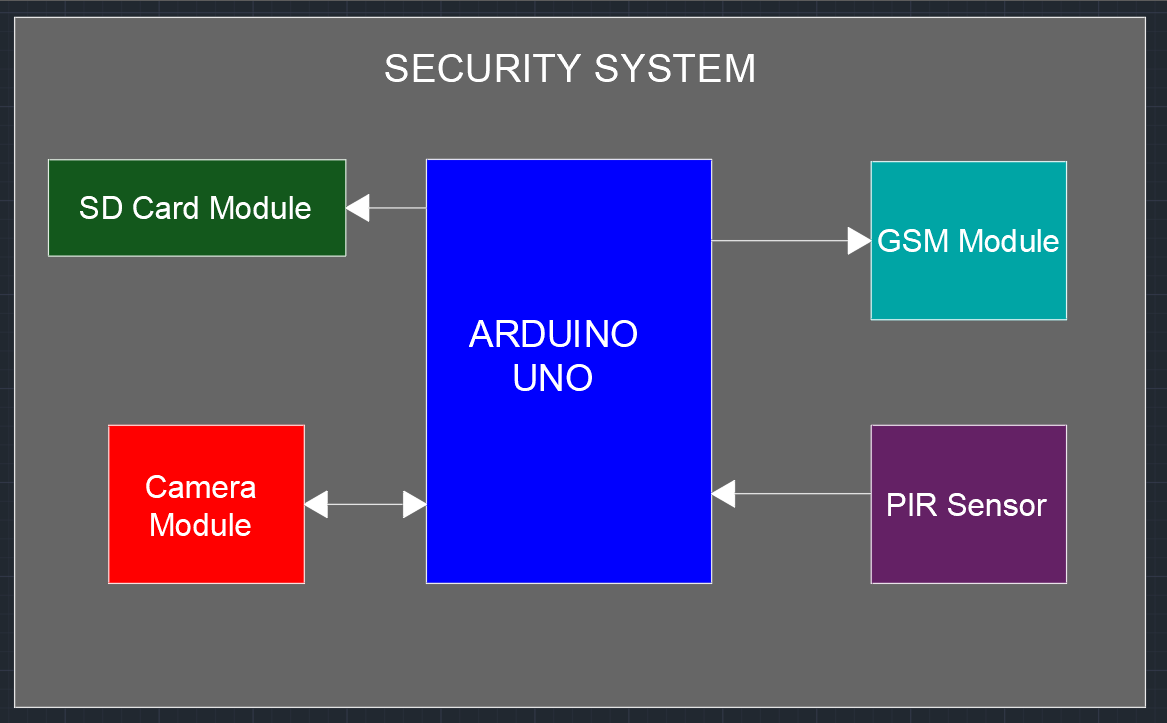 SECURITY SYSTEM
SD Card Module
GSM Module
ARDUINO
UNO
Camera
Module
PIR Sensor